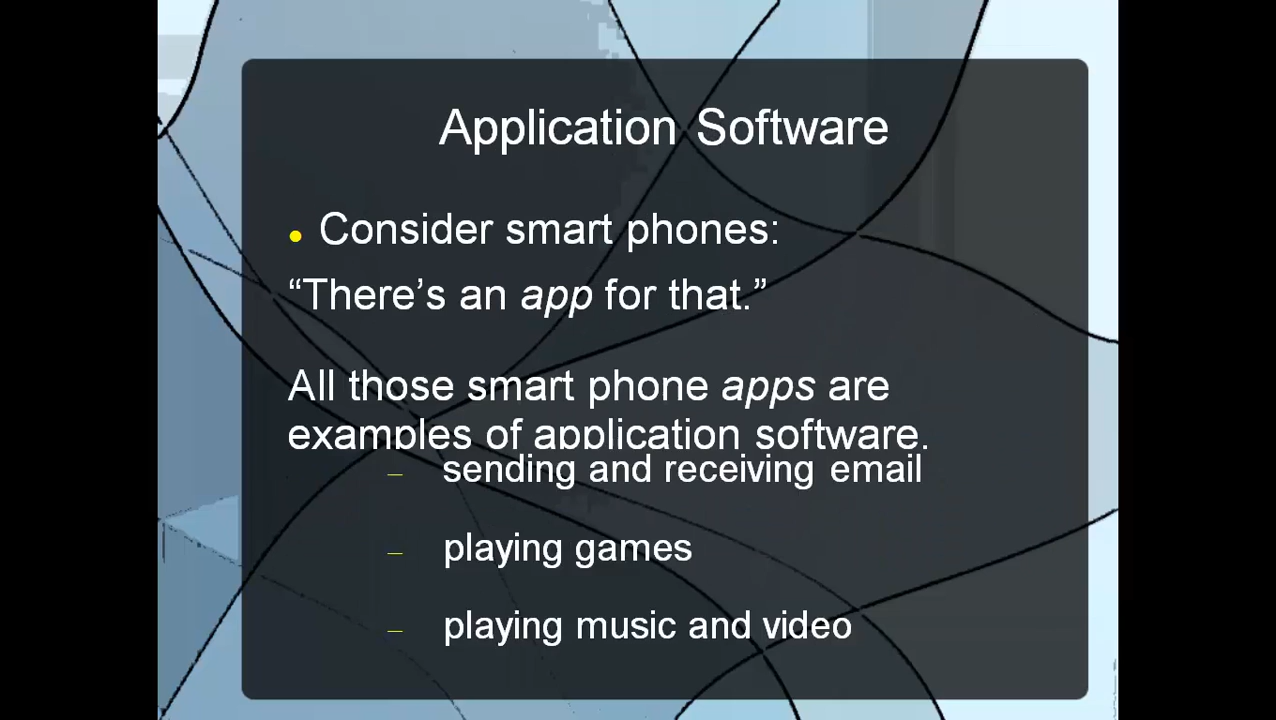 Application Software
● Consider smart phones:
“There’s an app for that.”
All those smart phone apps are
examples of application software.
– sending and receiving email
– playing games
– playing music and video